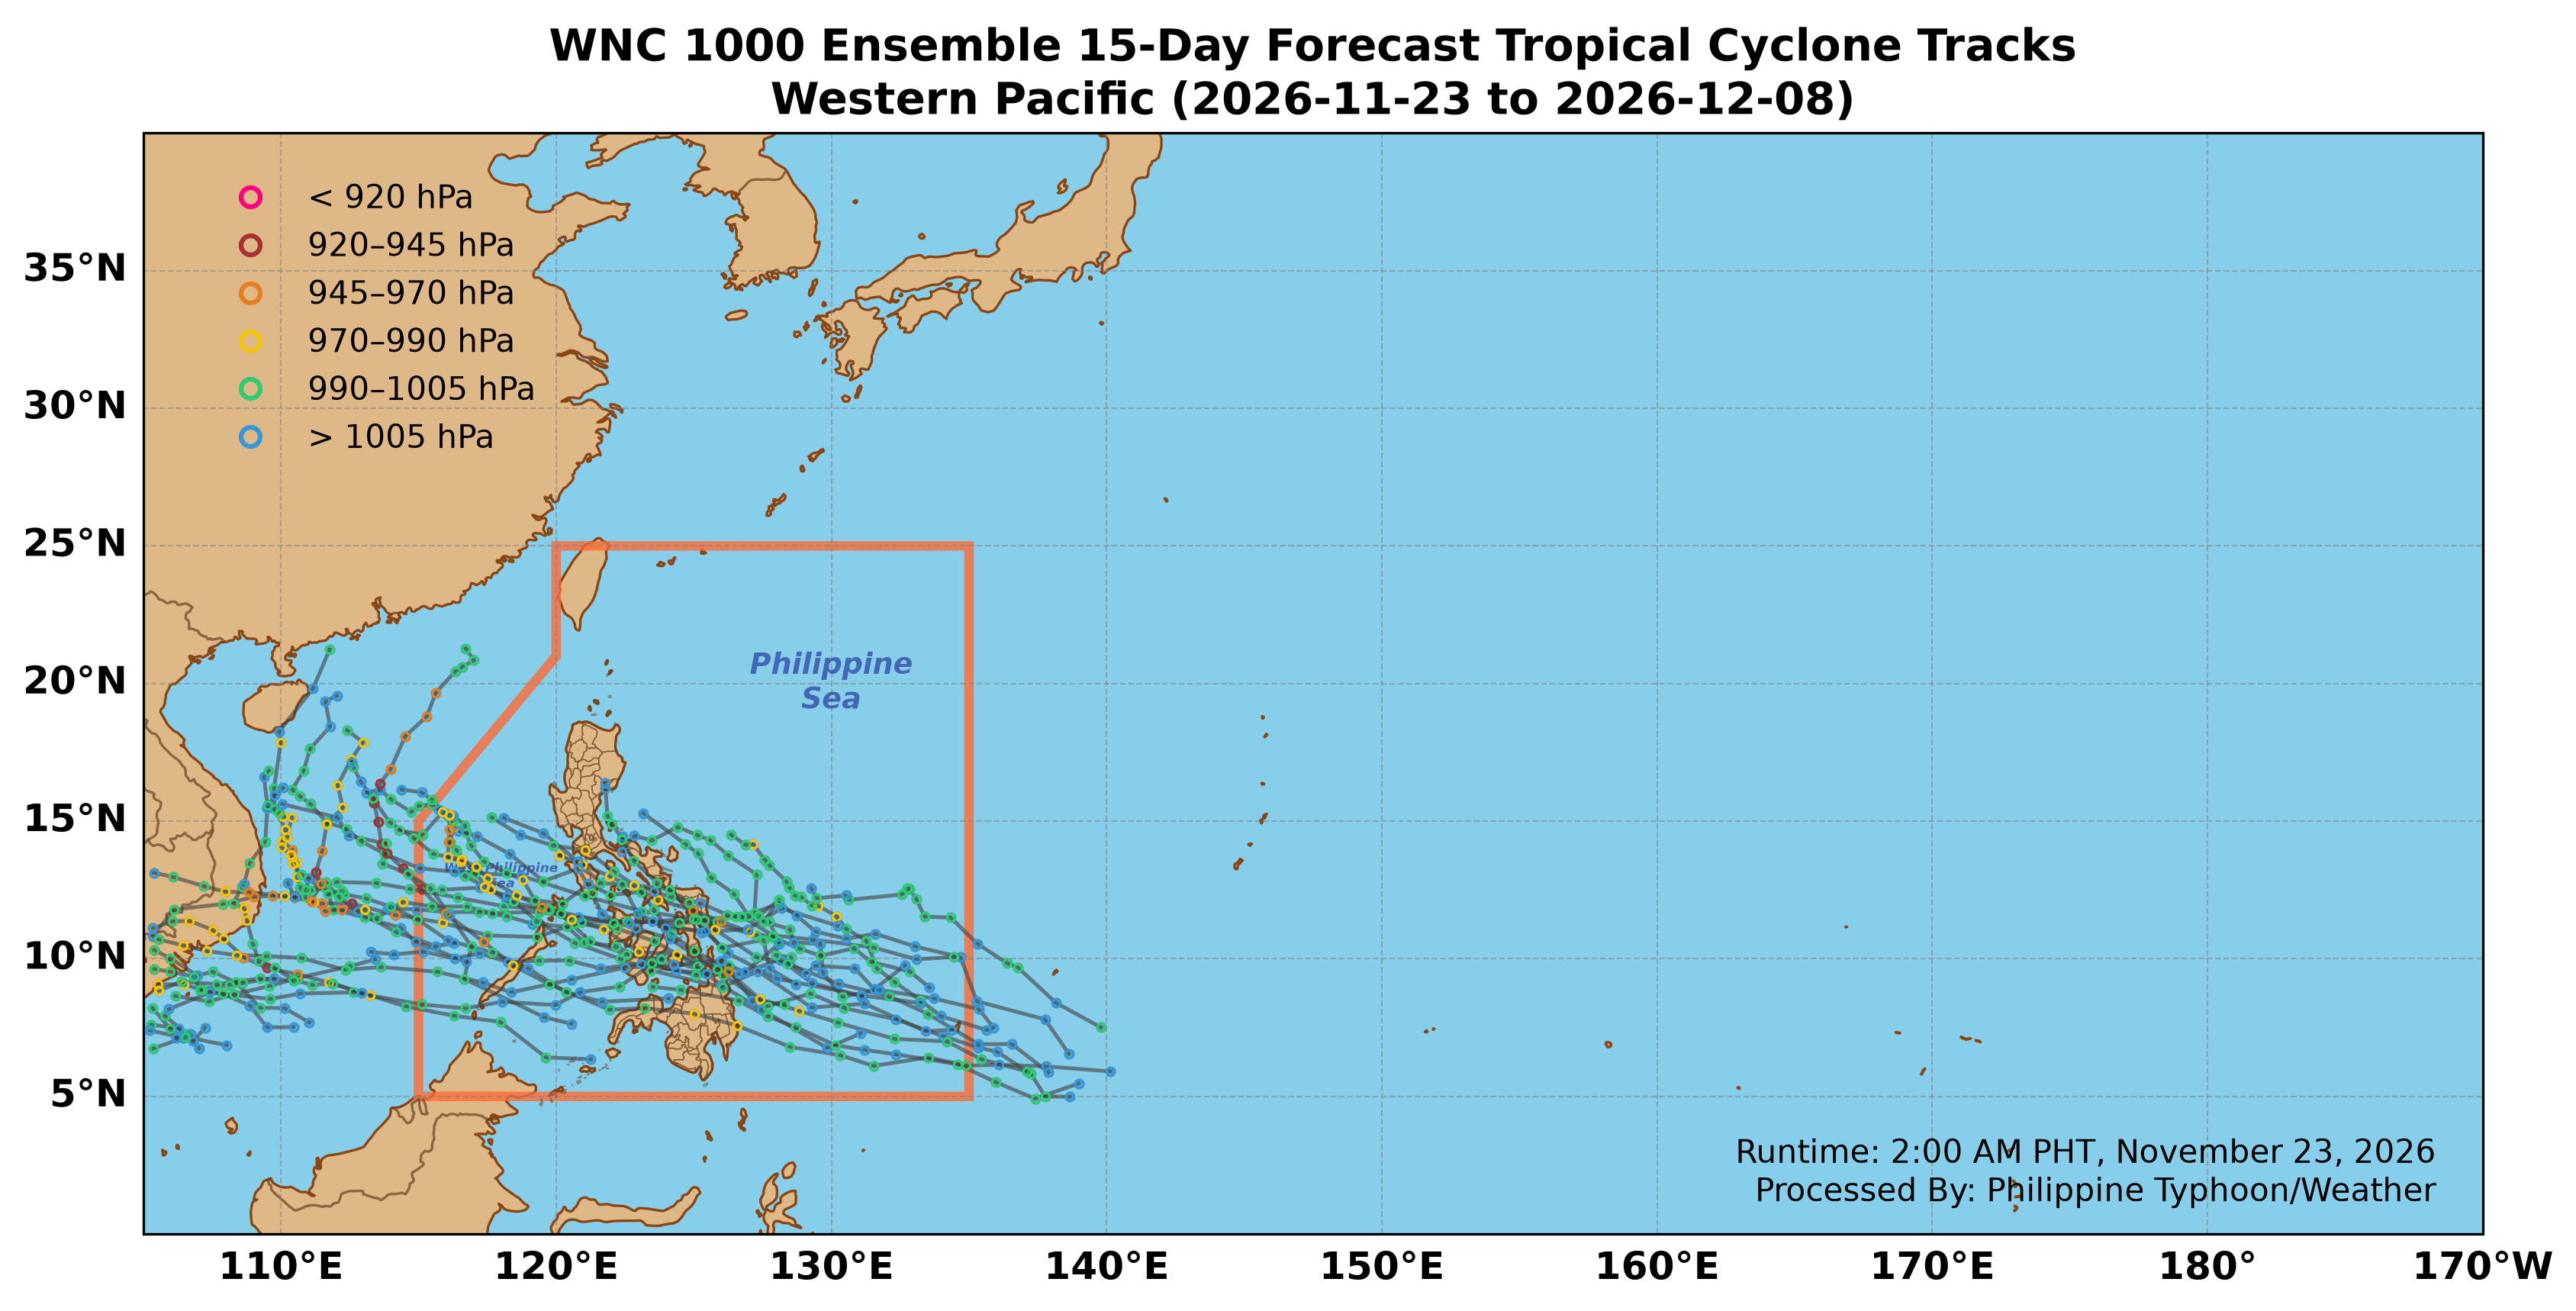 WNC 1000 Ensemble 15-Day Forecast Tropical Cyclone Tracks
Western Pacific (2026-11-23 to 2026-12-08)
< 920 hPa
920–945 hPa
945–970 hPa
970–990 hPa
990–1005 hPa
> 1005 hPa
35°N
30°N
25°N
20°N
15°N
10°N
5°N
Philippine
Sea
West Philippine
Sea
Runtime: 2:00 AM PHT, November 23, 2026
Processed By: Philippine Typhoon/Weather
110°E
120°E
130°E
140°E
150°E
160°E
170°E
180°
170°W